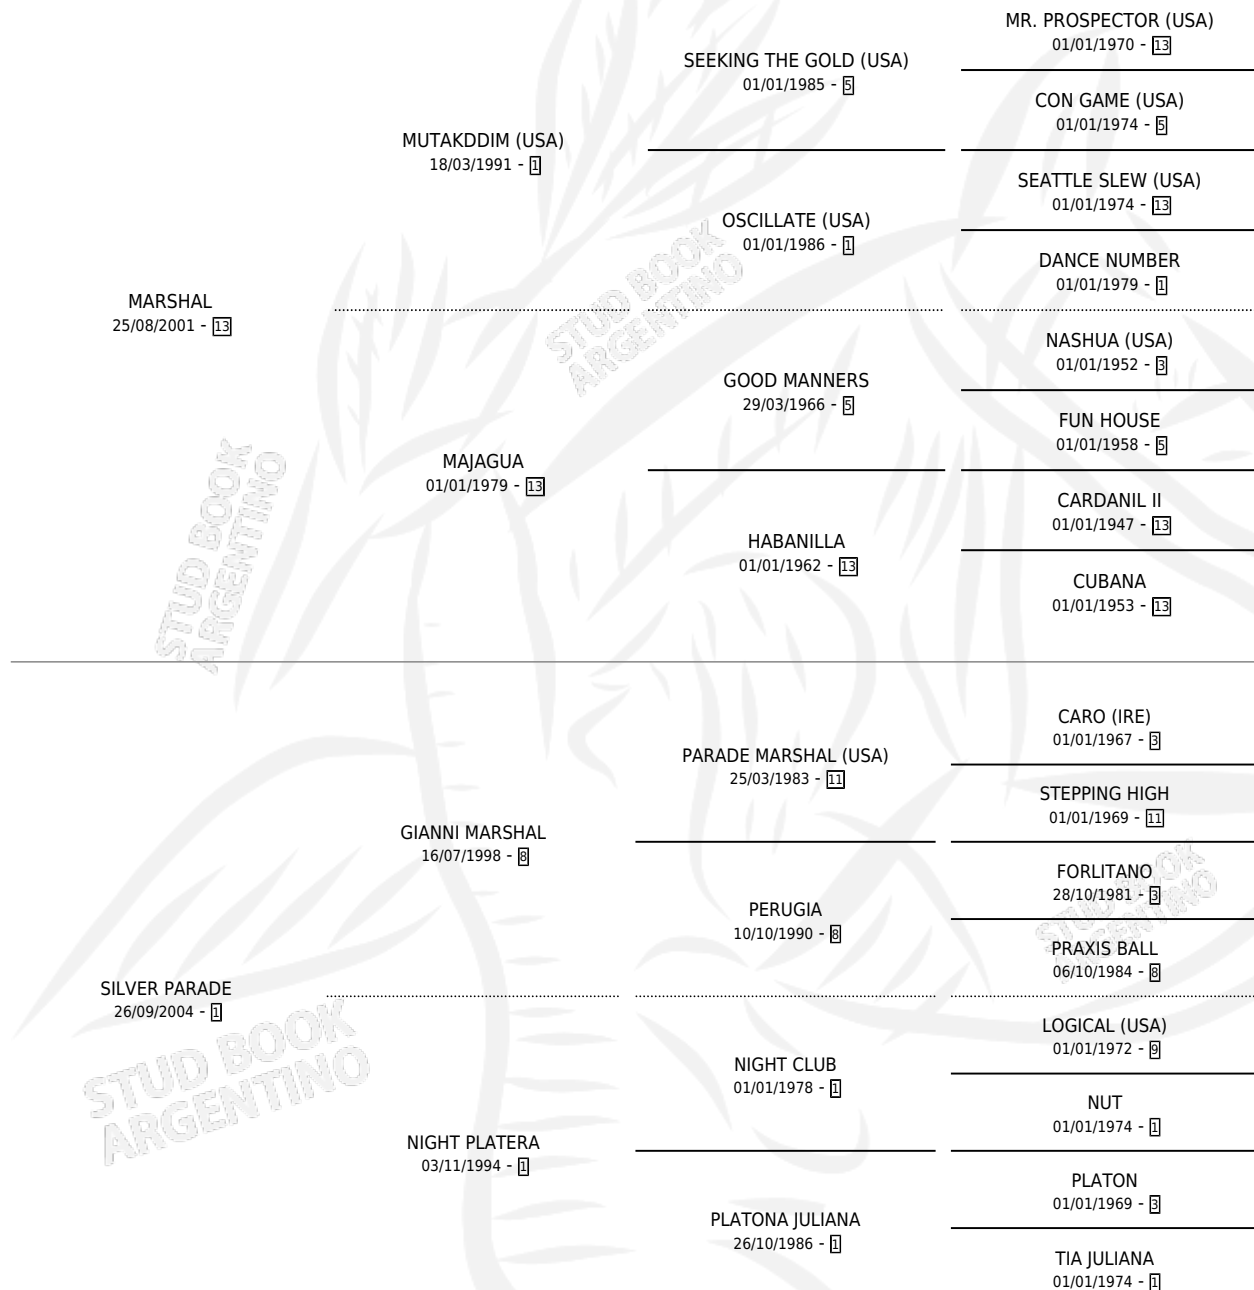 MR. PROSPECTOR (USA)
01/01/1970 - 13
SEEKING THE GOLD (USA)
01/01/1985 - 5
CON GAME (USA)
01/01/1974 - 5
MUTAKDDIM (USA)
18/03/1991 - 1
SEATTLE SLEW (USA)
01/01/1974 - 13
OSCILLATE (USA)
01/01/1986 - 1
DANCE NUMBER
01/01/1979 - 1
MARSHAL
25/08/2001 - 13
NASHUA (USA)
01/01/1952 - 3
GOOD MANNERS
29/03/1966 - 5
FUN HOUSE
01/01/1958 - 5
MAJAGUA
01/01/1979 - 13
CARDANIL II
01/01/1947 - 13
HABANILLA
01/01/1962 - 13
CUBANA
01/01/1953 - 13
CARO (IRE)
01/01/1967 - 3
PARADE MARSHAL (USA)
25/03/1983 - 11
STEPPING HIGH
01/01/1969 - 11
GIANNI MARSHAL
16/07/1998 - 8
FORLITANO
28/10/1981 - 3
PERUGIA
10/10/1990 - 8
PRAXIS BALL
06/10/1984 - 8
SILVER PARADE
26/09/2004 - 1
LOGICAL (USA)
01/01/1972 - 9
NIGHT CLUB
01/01/1978 - 1
NUT
01/01/1974 - 1
NIGHT PLATERA
03/11/1994 - 1
PLATON
01/01/1969 - 3
PLATONA JULIANA
26/10/1986 - 1
TIA JULIANA
01/01/1974 - 1
STUD BOOK
ARGENTINO
STUD BOOK
ARGENTINO
STUD BOOK
ARGENTINO
STUD BOOK
ARGENTINO